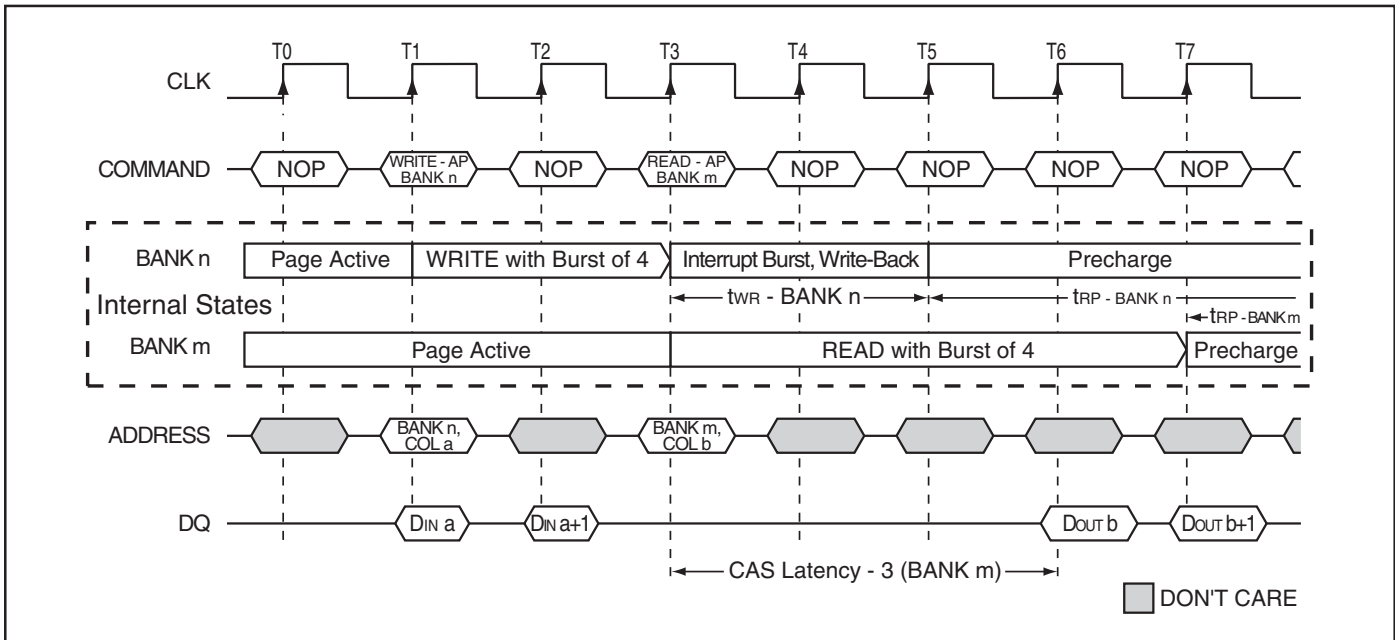 T0 T1 T2 T3 T4 T5 T6 T7
CLK
COMMAND NOP WRITE - AP BANK n NOP READ - AP BANK m NOP NOP NOP NOP
BANK n Page Active WRITE with Burst of 4 Interrupt Burst, Write-Back Precharge
tWR - BANK n tRP - BANK n
Internal States
tRP - BANK m
BANK m Page Active READ with Burst of 4 Precharge
ADDRESS BANK n, COL a BANK m, COL b
DQ DIN a DIN a+1 DOUT b DOUT b+1
CAS Latency - 3 (BANK m)
DON'T CARE